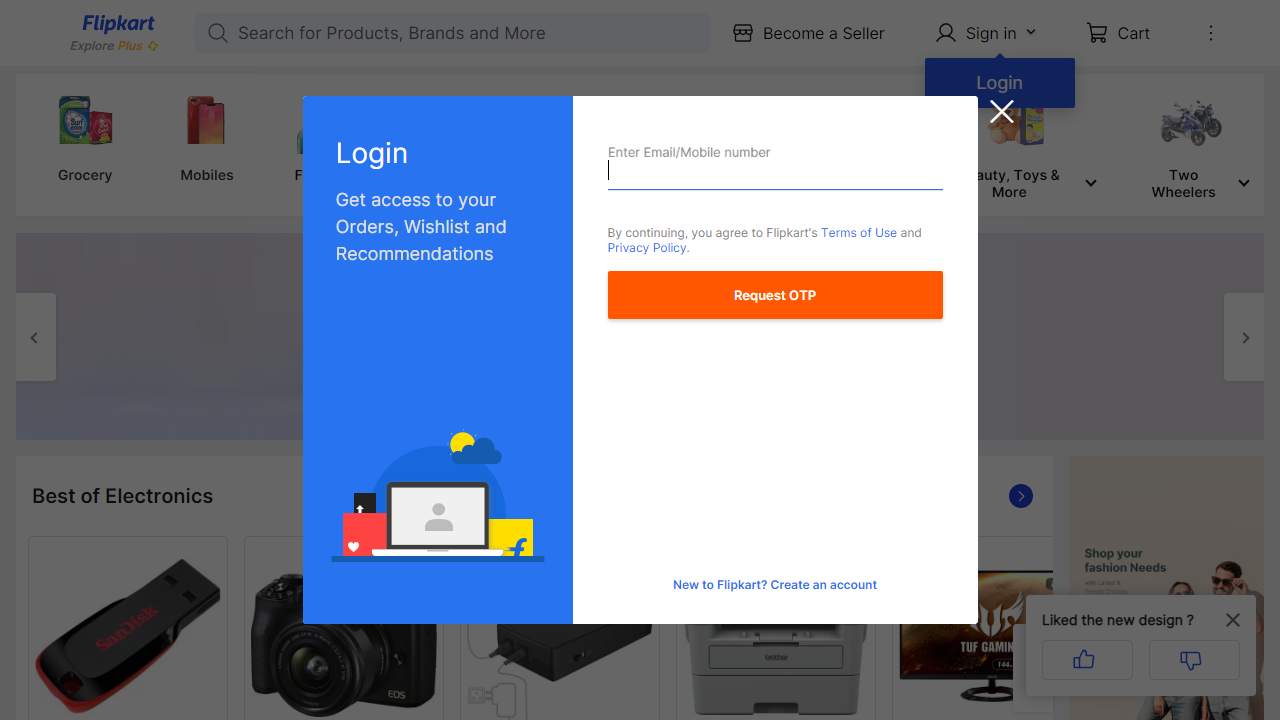 Flipkart
Explore Plus
Search for Products, Brands and More
Become a Seller
Sign in
Cart
Login
Grocery
Mobiles
Two
Wheelers
Toys &
More
Login
Get access to your
Orders, Wishlist and
Recommendations
Enter Email/Mobile number
By continuing, you agree to Flipkart's Terms of Use and
Privacy Policy.
Request OTP
New to Flipkart? Create an account
Best of Electronics
SanDisk
EOS
brother
TUF GAMIN
144
Shop your
fashion Needs
with Latest &
Liked the new design ?